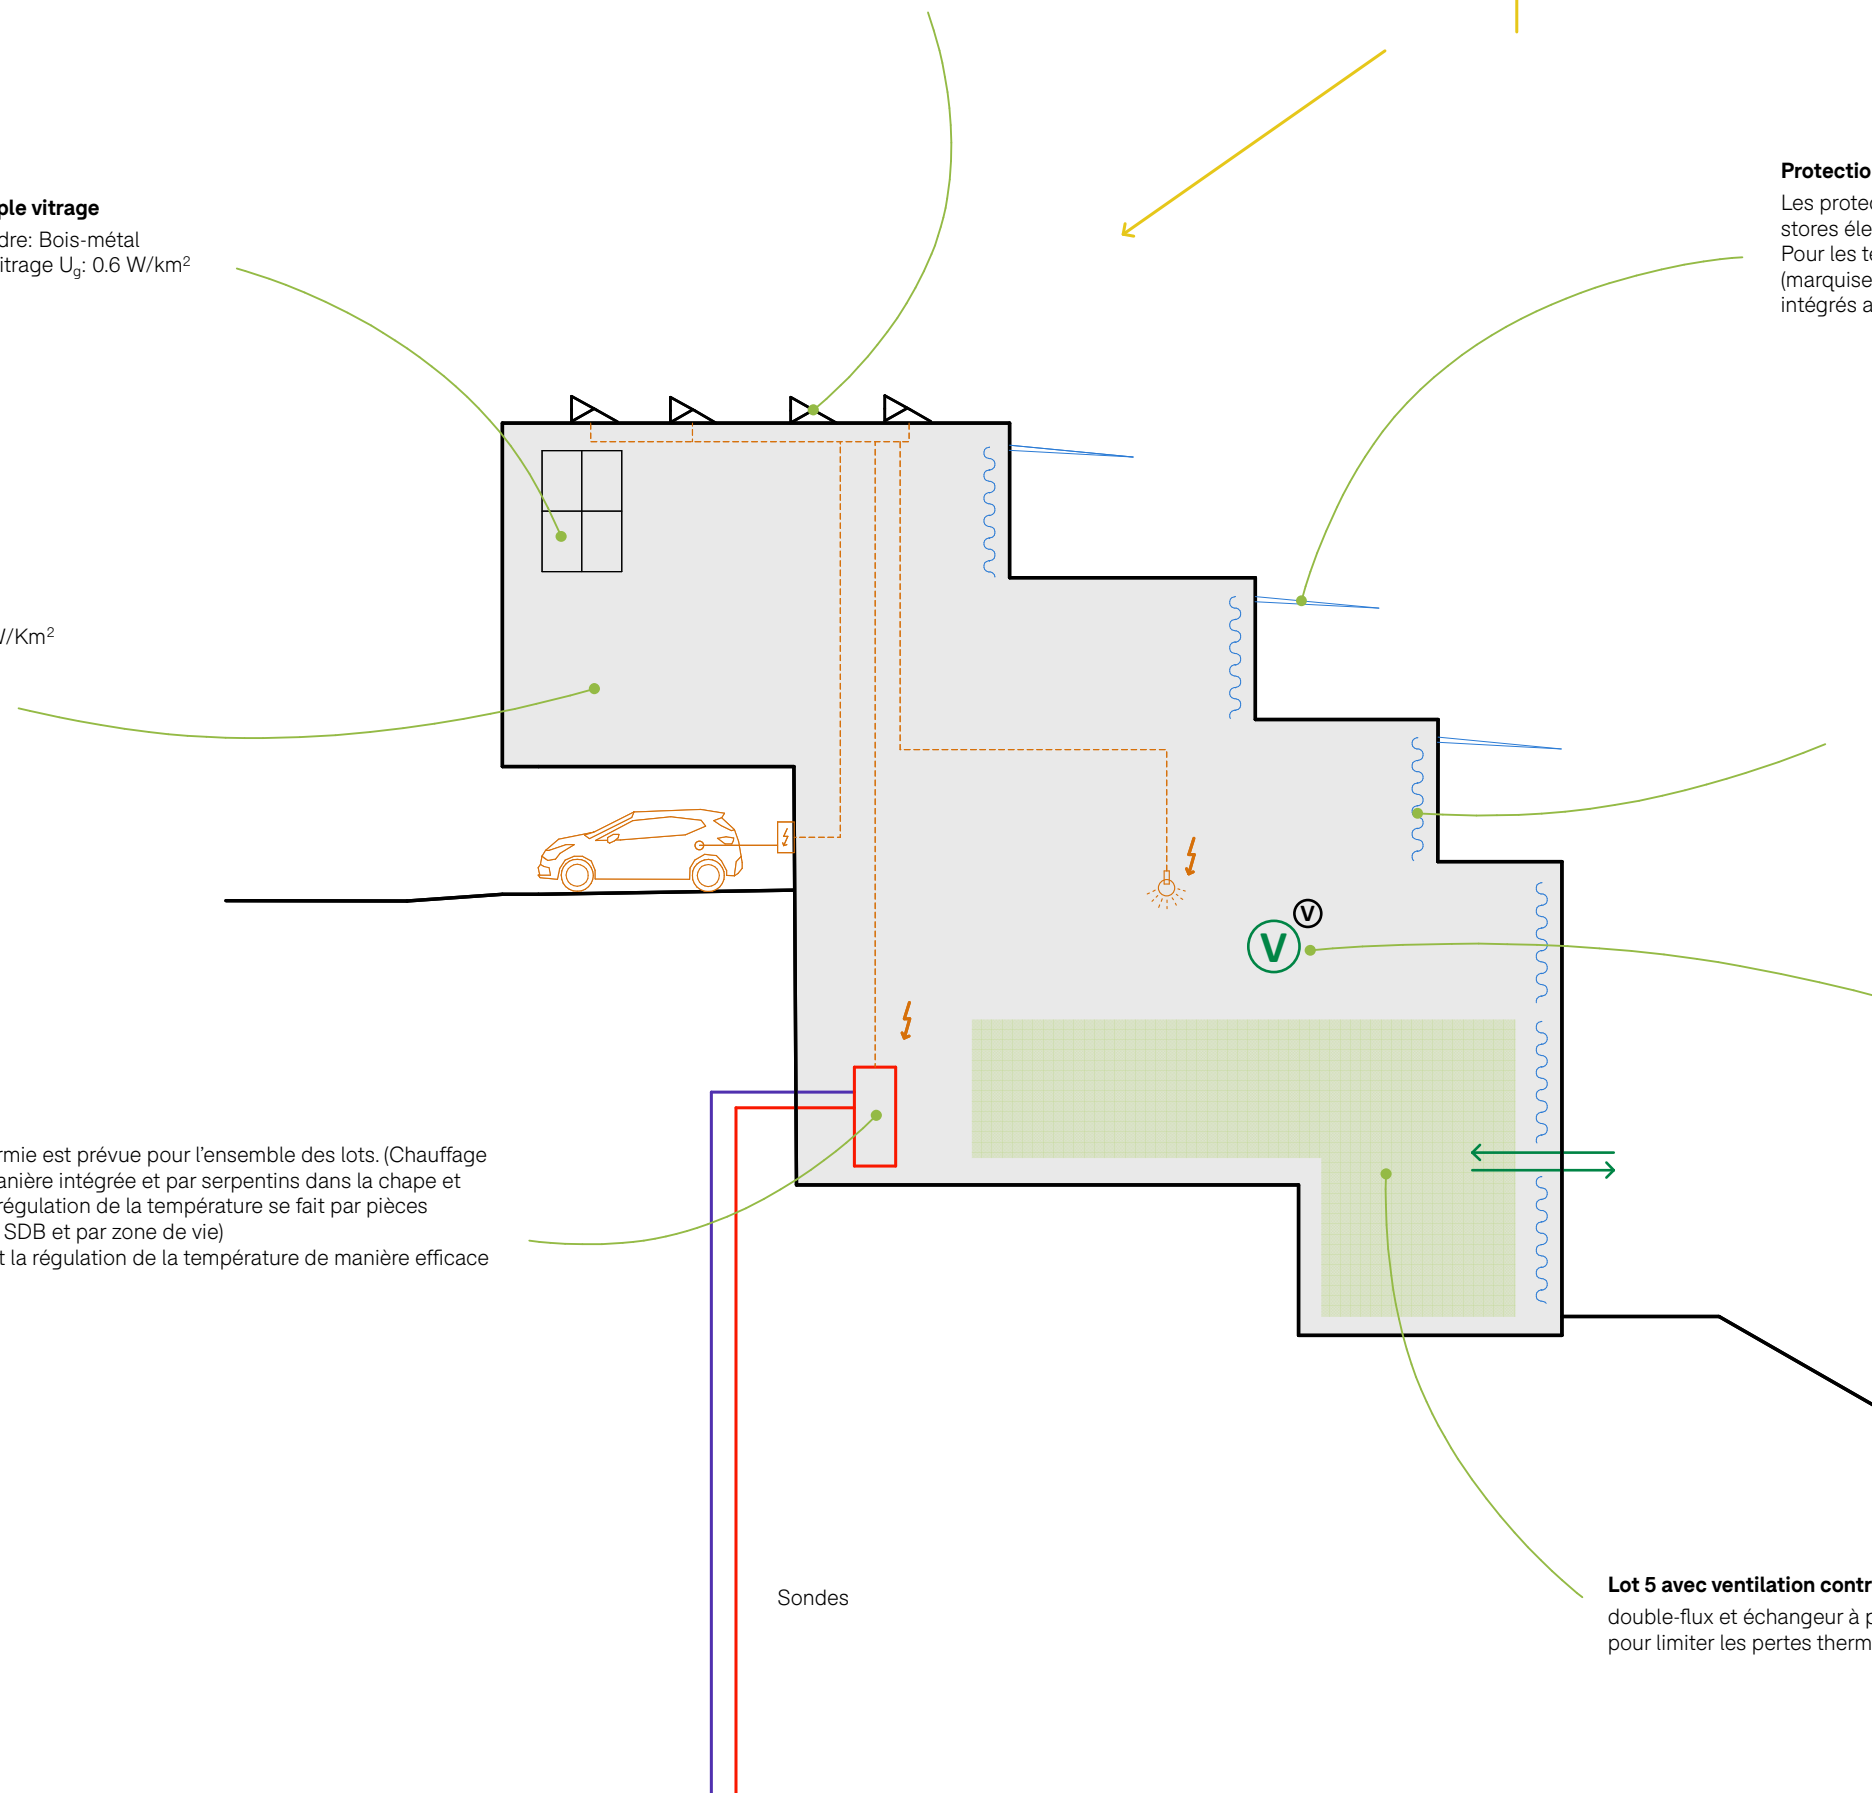 ple vitrage
dre: Bois-métal
itrage Ug: 0.6 W/km²
Protectio
Les protec
stores éle
Pour les te
(marquise
intégrés a
W/Km²
V
V
rmie est prévue pour l'ensemble des lots. (Chauffage
anière intégrée et par serpentins dans la chape et
régulation de la température se fait par pièces
SDB et par zone de vie)
t la régulation de la température de manière efficace
Sondes
Lot 5 avec ventilation contr
double-flux et échangeur à p
pour limiter les pertes therm